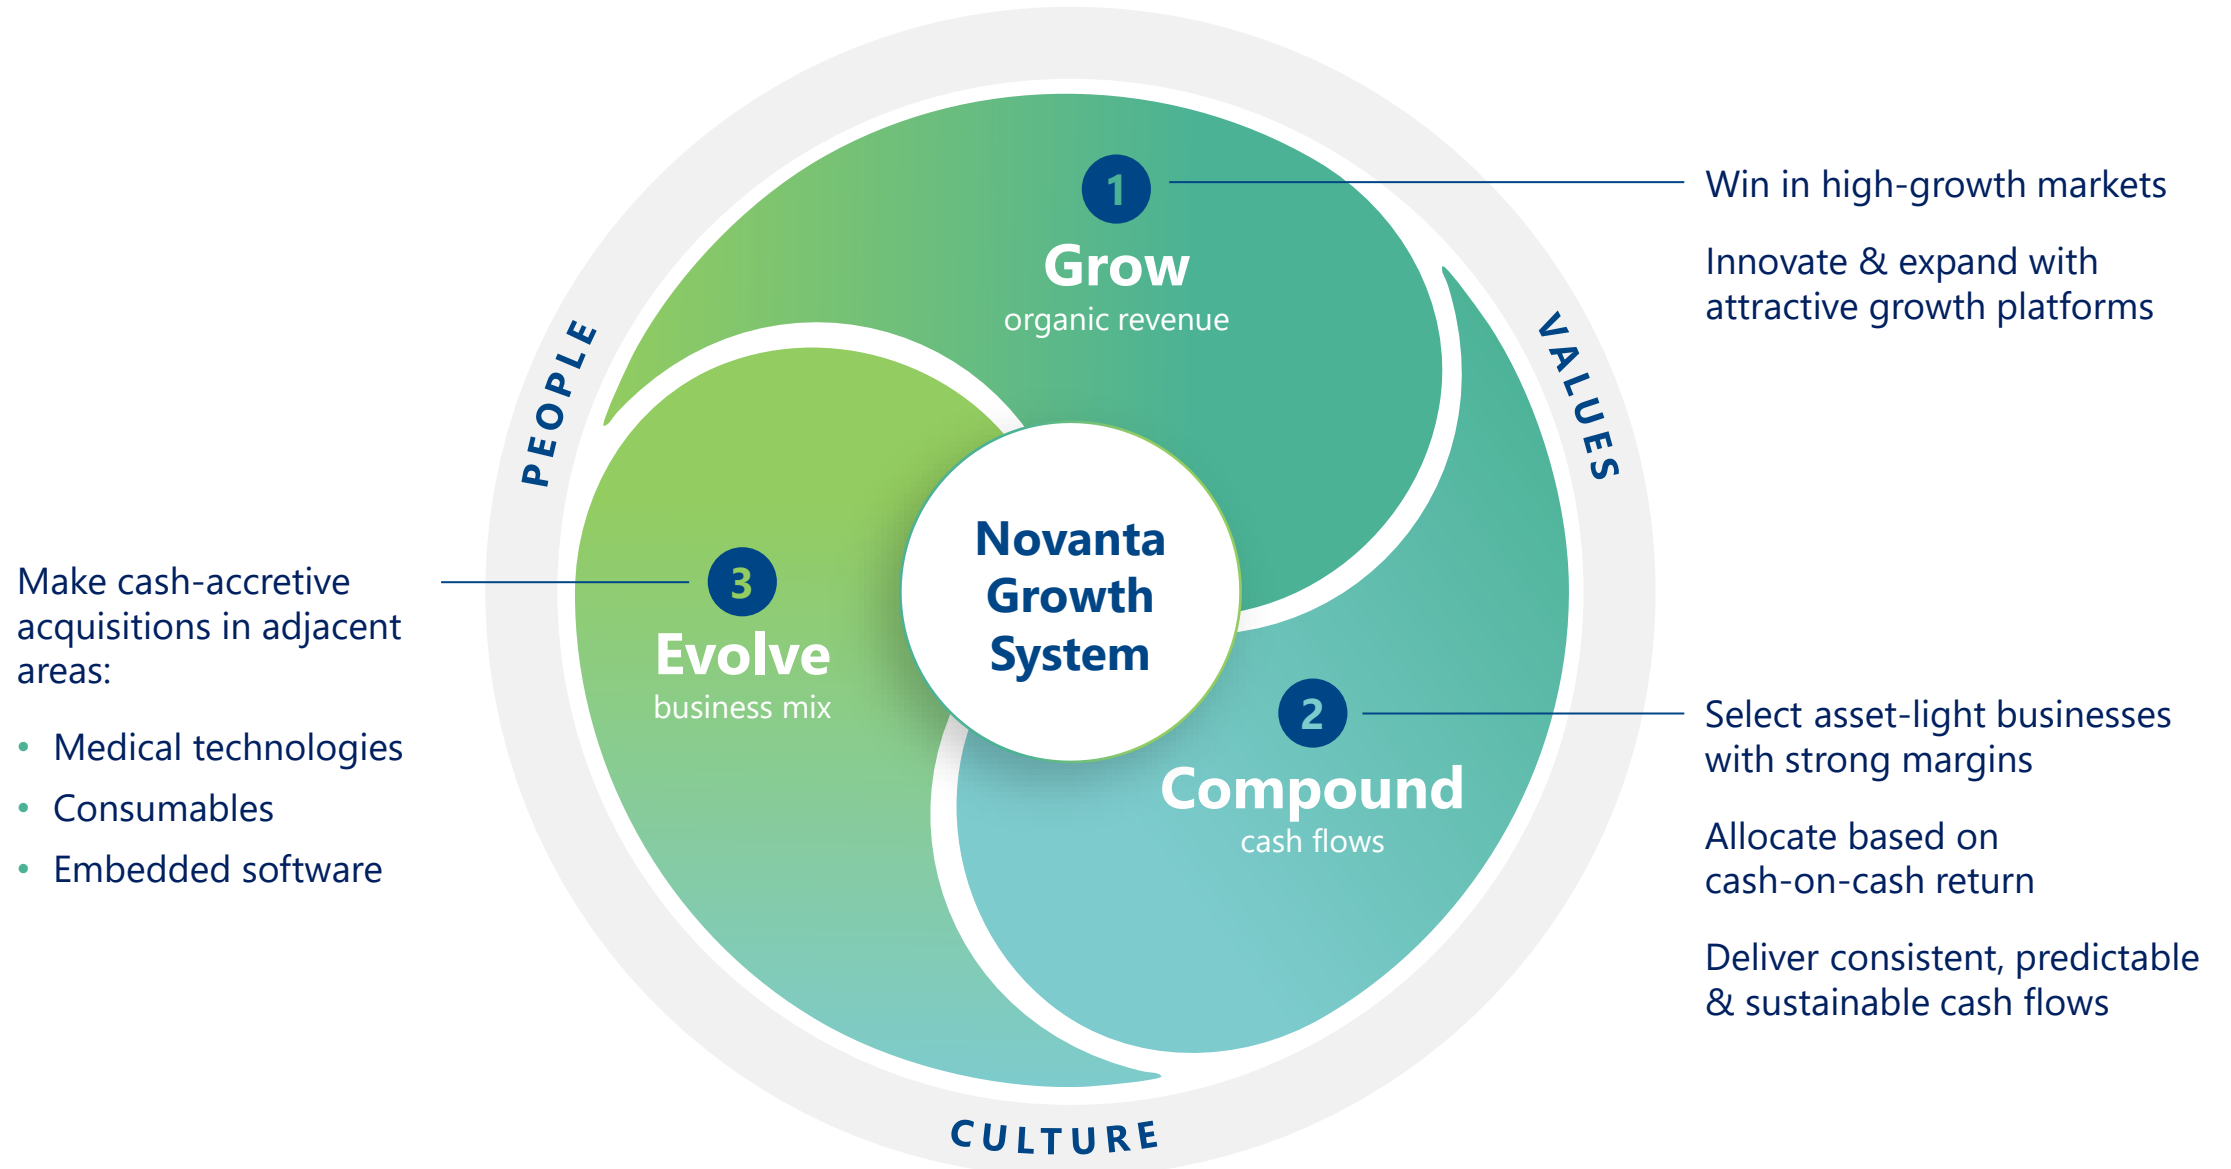 1
Grow
organic revenue
Win in high-growth markets
Innovate & expand with
attractive growth platforms
PEOPLE
VALUES
Novanta
Growth
System
3
Evolve
business mix
Make cash-accretive
acquisitions in adjacent
areas:
• Medical technologies
• Consumables
• Embedded software
2
Compound
cash flows
Select asset-light businesses
with strong margins
Allocate based on
cash-on-cash return
Deliver consistent, predictable
& sustainable cash flows
CULTURE